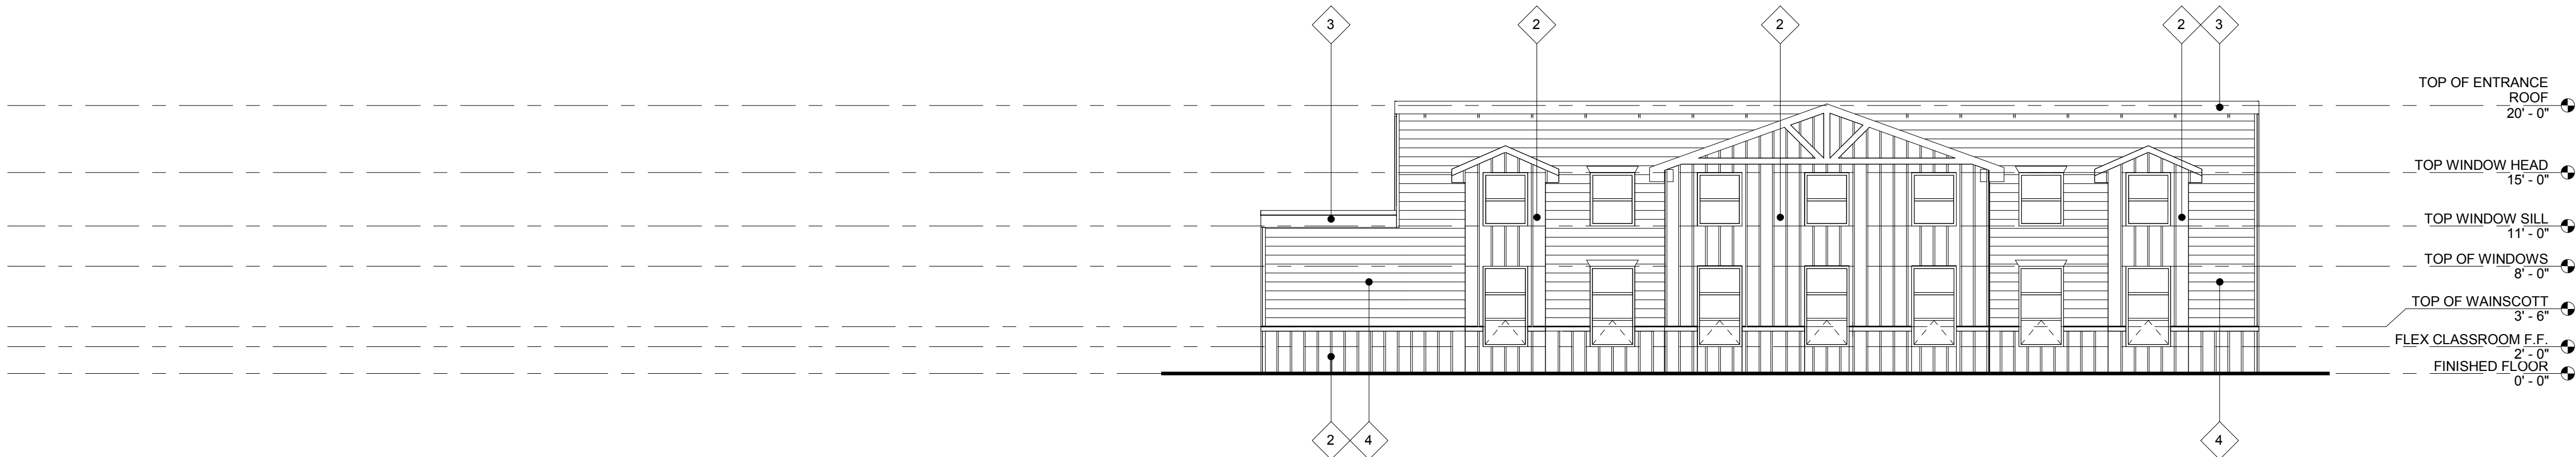 3
2
2
2
3
TOP OF ENTRANCE
ROOF
20' - 0"
TOP WINDOW HEAD
15' - 0"
TOP WINDOW SILL
11' - 0"
TOP OF WINDOWS
8' - 0"
TOP OF WAINSCOTT
3' - 6"
FLEX CLASSROOM F.F.
2' - 0"
FINISHED FLOOR
0' - 0"
2
4
4